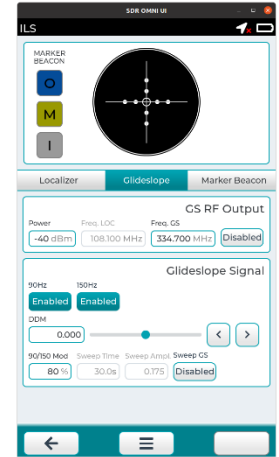 SDR OMNI UI
ILS
MARKER
BEACON
O
M
I
Localizer Glideslope Marker Beacon
GS RF Output
Power Freq. LOC Freq. GS
-40 dBm 108.100 MHz 334.700 MHz Disabled
Glideslope Signal
90Hz 150Hz
Enabled Enabled
DDM
0.000
90/150 Mod Sweep Time Sweep Ampl. Sweep GS
80 % 30.0s 0.175 Disabled